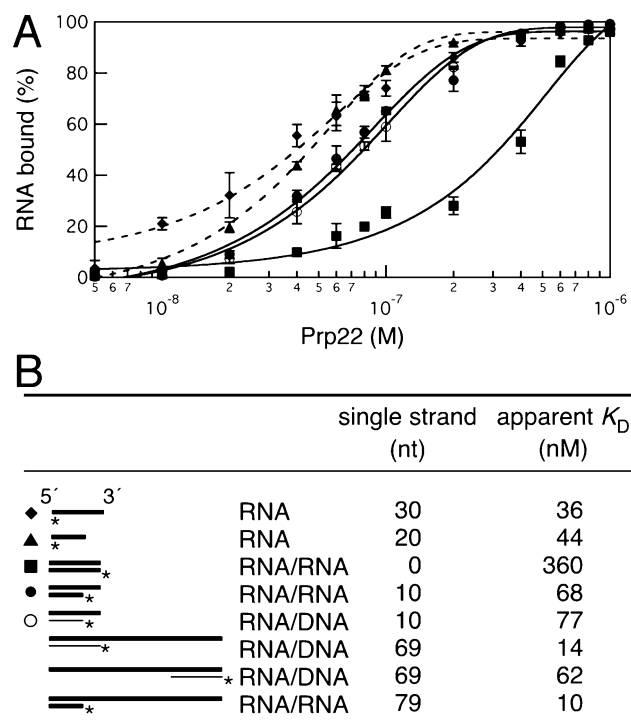 A
RNA bound (%)
100
80
60
40
20
0
5 6 7 2 3 4 5 6 7 2 3 4 5 6 7
10⁻⁸ 10⁻⁷ 10⁻⁶
Prp22 (M)
B
single strand (nt) apparent K_D (nM)
5´ 3´
* RNA 30 36
* RNA 20 44
* RNA/RNA 0 360
* RNA/RNA 10 68
* RNA/DNA 10 77
* RNA/DNA 69 14
* RNA/DNA 69 62
* RNA/RNA 79 10